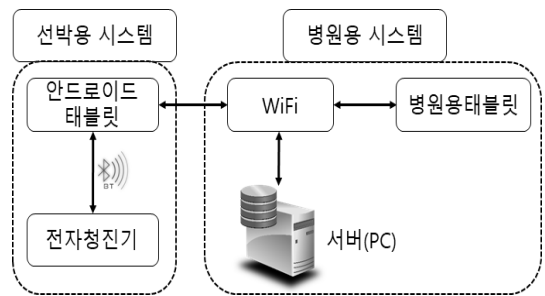 선박용 시스템
병원용 시스템
안드로이드
태블릿
WiFi
병원용태블릿
BT
전자청진기
서버(PC)